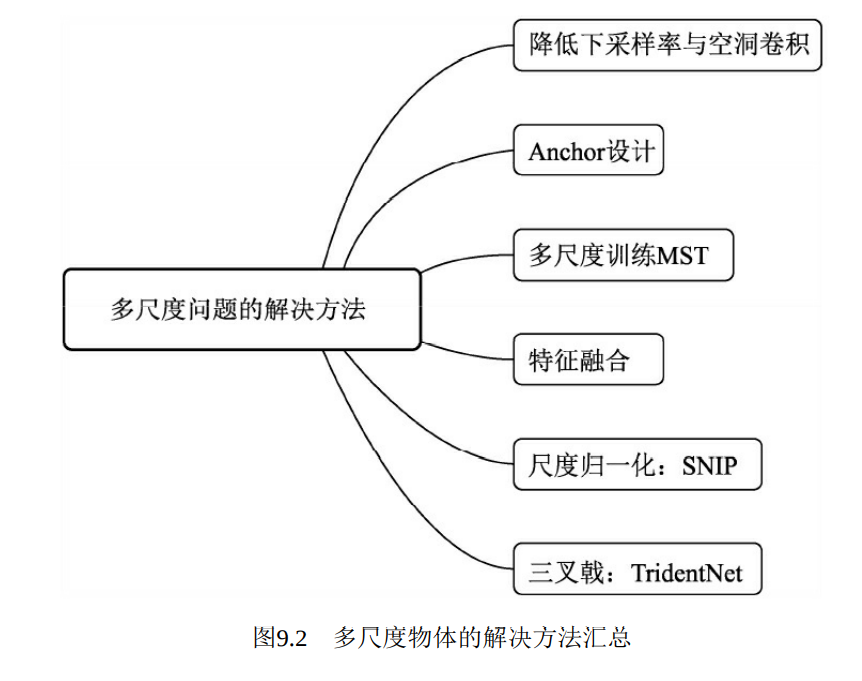 降低下采样率与空洞卷积
Anchor设计
多尺度训练MST
多尺度问题的解决方法
特征融合
尺度归一化：SNIP
三叉戟：TridentNet
图9.2 多尺度物体的解决方法汇总